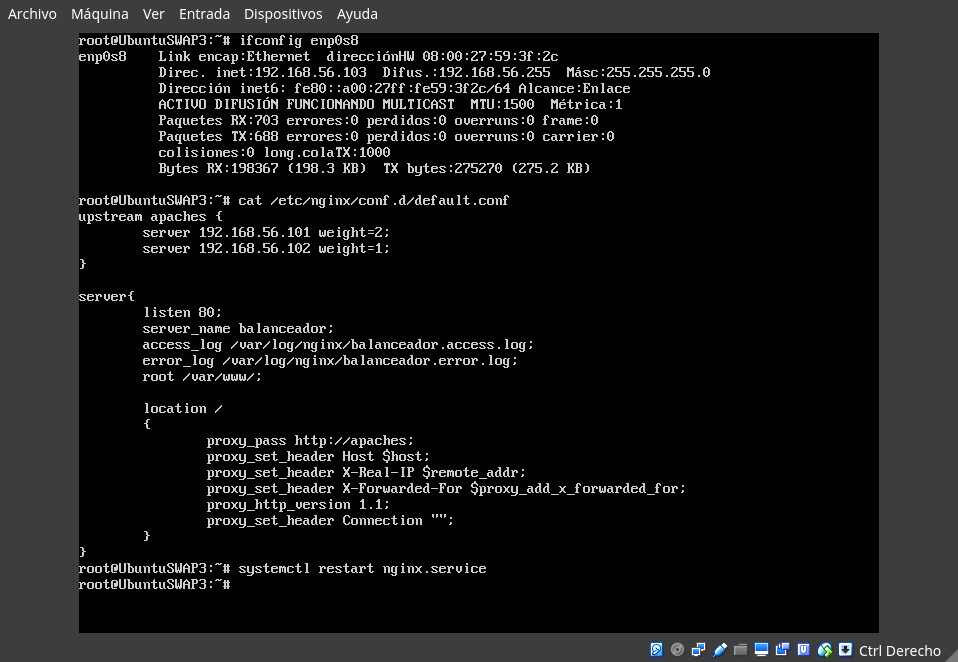 Archivo Máquina Ver Entrada Dispositivos Ayuda
root@UbuntuSWAP3:~# ifconfig enp0s8
enp0s8    Link encap:Ethernet  direcciónHW 08:00:27:59:3f:2c
          Direc. inet:192.168.56.103  Difus.:192.168.56.255  Másc:255.255.255.0
          Dirección inet6: fe80::a00:27ff:fe59:3f2c/64 Alcance:Enlace
          ACTIVO DIFUSIÓN FUNCIONANDO MULTICAST  MTU:1500  Métrica:1
          Paquetes RX:703 errores:0 perdidos:0 overruns:0 frame:0
          Paquetes TX:688 errores:0 perdidos:0 overruns:0 carrier:0
          colisiones:0 long.colaTX:1000
          Bytes RX:198367 (198.3 KB)  TX bytes:275270 (275.2 KB)
root@UbuntuSWAP3:~# cat /etc/nginx/conf.d/default.conf
upstream apaches {
        server 192.168.56.101 weight=2;
        server 192.168.56.102 weight=1;
}
server{
        listen 80;
        server_name balanceador;
        access_log /var/log/nginx/balanceador.access.log;
        error_log /var/log/nginx/balanceador.error.log;
        root /var/www/;
        location /
        {
                proxy_pass http://apaches;
                proxy_set_header Host $host;
                proxy_set_header X-Real-IP $remote_addr;
                proxy_set_header X-Forwarded-For $proxy_add_x_forwarded_for;
                proxy_http_version 1.1;
                proxy_set_header Connection "";
        }
}
root@UbuntuSWAP3:~# systemctl restart nginx.service
root@UbuntuSWAP3:~#
Ctrl Derecho